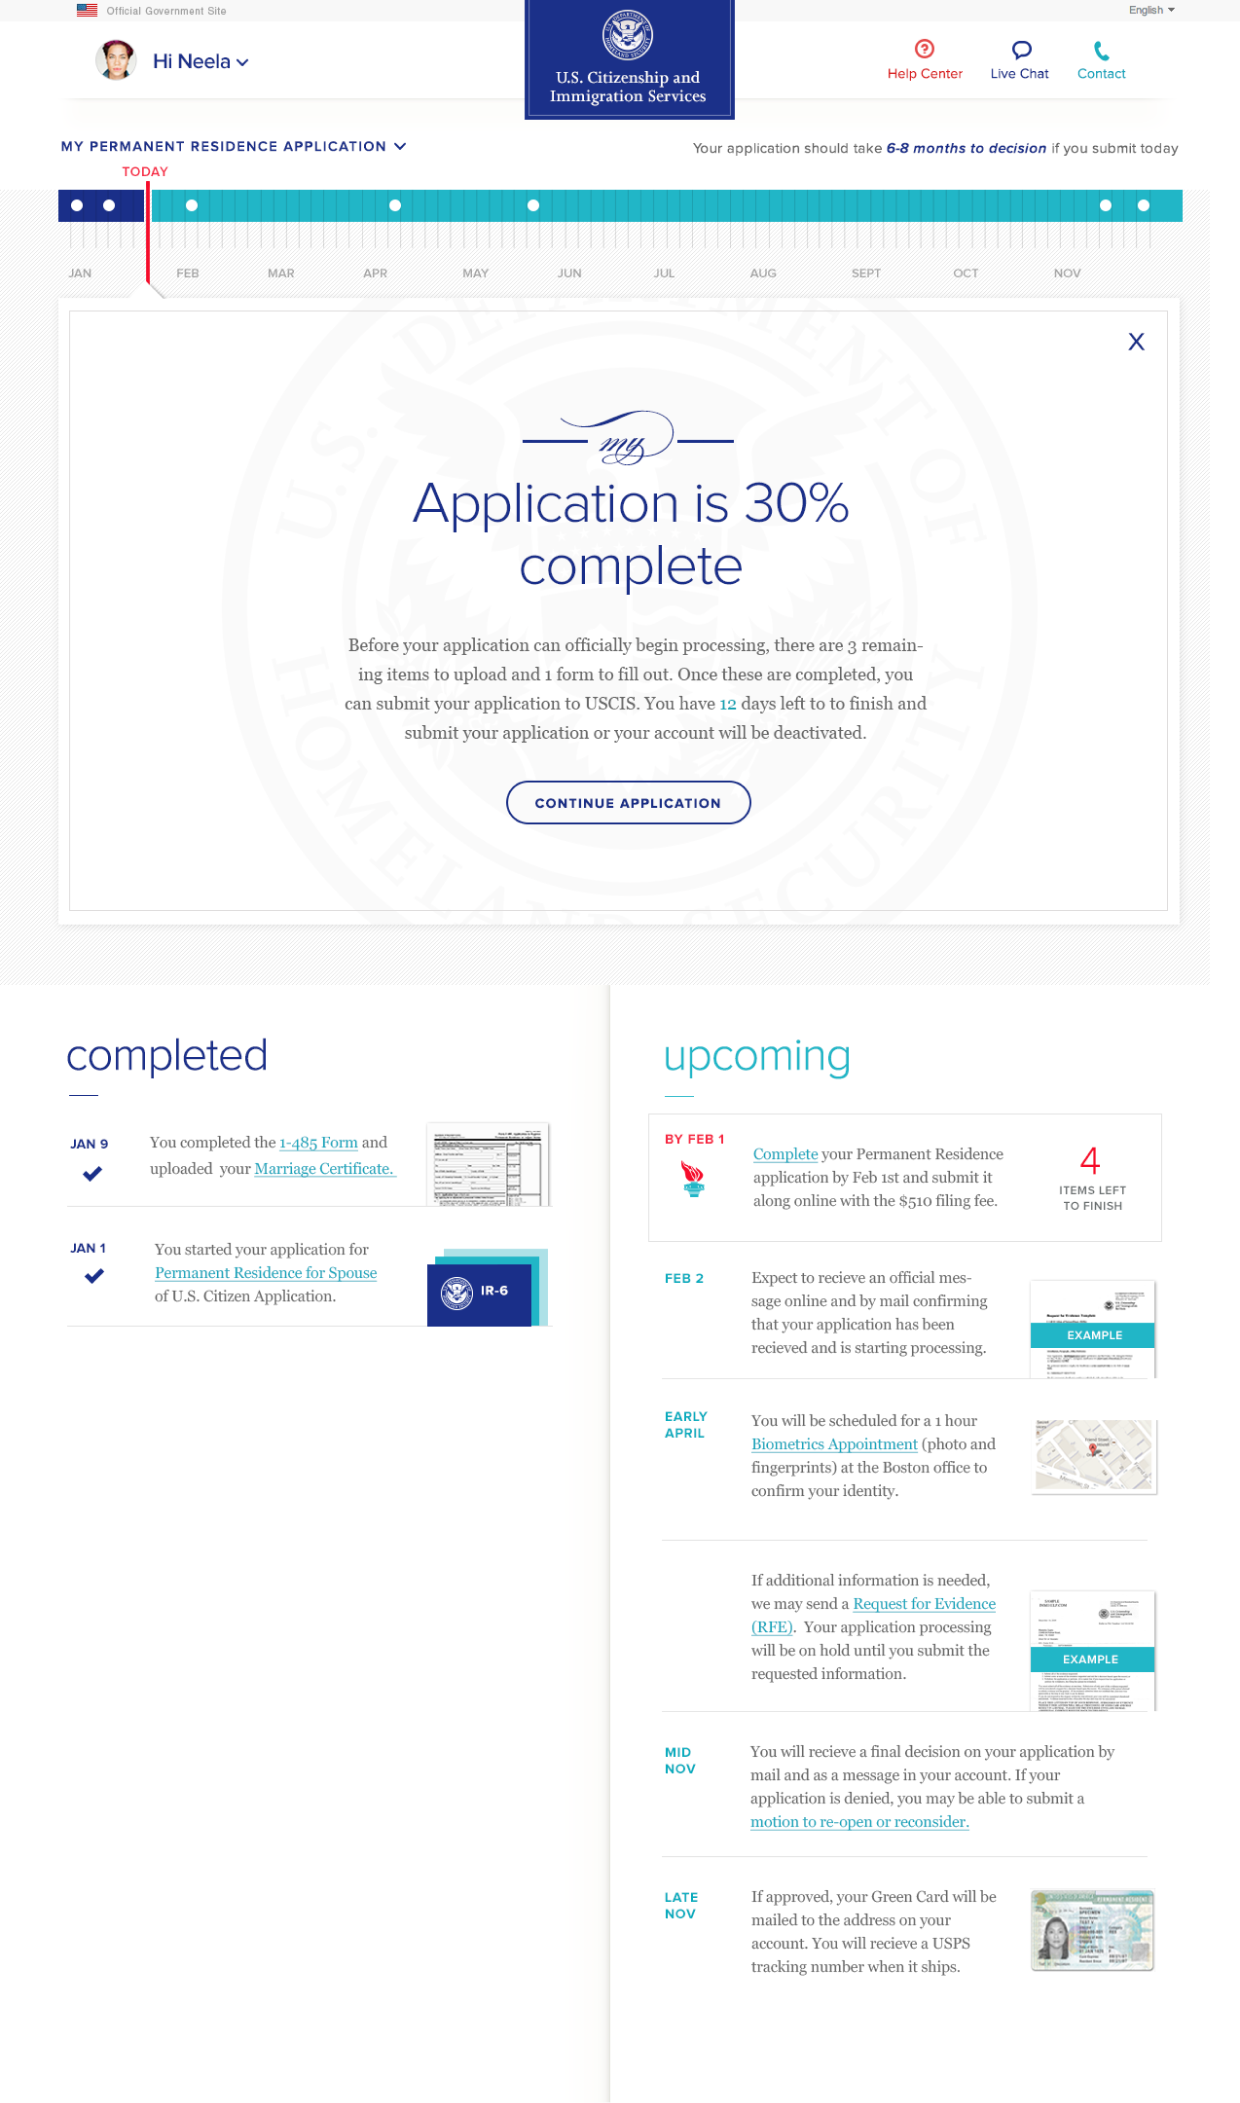 Official Government Site
English
Hi Neela
U.S. Citizenship and
Immigration Services
Help Center
Live Chat
Contact
MY PERMANENT RESIDENCE APPLICATION
Your application should take 6-8 months to decision if you submit today
TODAY
JAN FEB MAR APR MAY JUN JUL AUG SEPT OCT NOV
U.S. DEPARTMENT OF
HOMELAND SECURITY
X
my
Application is 30%
complete
Before your application can officially begin processing, there are 3 remain-
ing items to upload and 1 form to fill out. Once these are completed, you
can submit your application to USCIS. You have 12 days left to to finish and
submit your application or your account will be deactivated.
CONTINUE APPLICATION
completed
JAN 9
You completed the 1-485 Form and
uploaded your Marriage Certificate.
JAN 1
You started your application for
Permanent Residence for Spouse
of U.S. Citizen Application.
IR-6
upcoming
BY FEB 1
Complete your Permanent Residence
application by Feb 1st and submit it
along online with the $510 filing fee.
4
ITEMS LEFT
TO FINISH
FEB 2
Expect to recieve an official mes-
sage online and by mail confirming
that your application has been
recieved and is starting processing.
EXAMPLE
EARLY
APRIL
You will be scheduled for a 1 hour
Biometrics Appointment (photo and
fingerprints) at the Boston office to
confirm your identity.
If additional information is needed,
we may send a Request for Evidence
(RFE). Your application processing
will be on hold until you submit the
requested information.
EXAMPLE
MID
NOV
You will recieve a final decision on your application by
mail and as a message in your account. If your
application is denied, you may be able to submit a
motion to re-open or reconsider.
LATE
NOV
If approved, your Green Card will be
mailed to the address on your
account. You will recieve a USPS
tracking number when it ships.